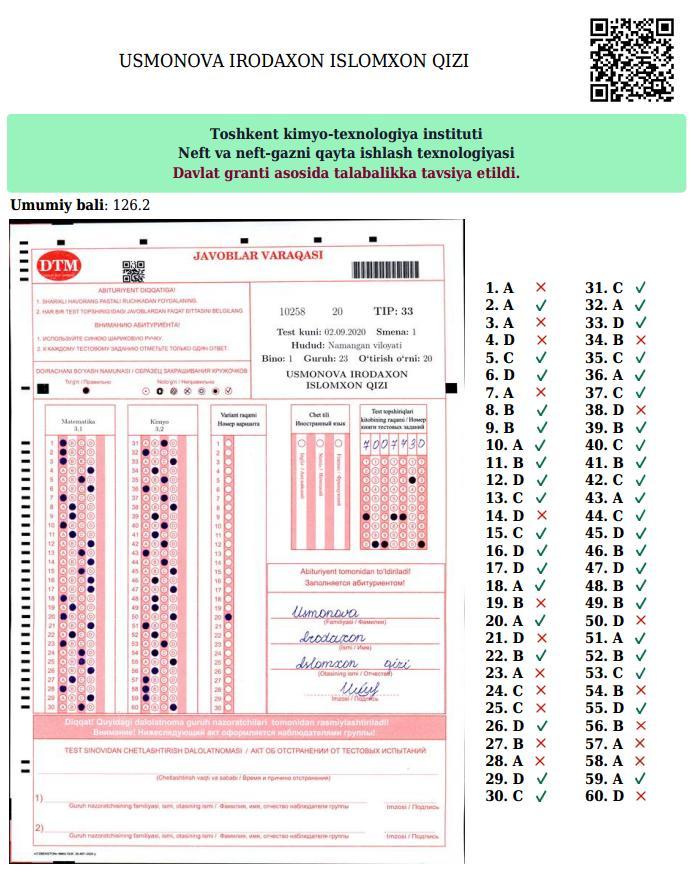 USMONOVA IRODAXON ISLOMXON QIZI
Toshkent kimyo-texnologiya instituti
Neft va neft-gazni qayta ishlash texnologiyasi
Davlat granti asosida talabalikka tavsiya etildi.
Umumiy bali: 126.2
DTM
JAVOBLAR VARAQASI
ABITURIYENT DIQQATIGA!
1. SHARIKLI HAVORANG PASTALI RUCHKADAN FOYDALANING.
2. HAR BIR TEST TOPSHIRIG'IDAGI JAVOBLARDAN FAQAT BITTASINI BELGILANG
ВНИМАНИЮ АБИТУРИЕНТА!
1. ИСПОЛЬЗУЙТЕ СИНЮЮ ШАРИКОВУЮ РУЧКУ.
2. К КАЖДОМУ ТЕСТОВОМУ ЗАДАНИЮ ОТМЕТЬТЕ ТОЛЬКО ОДИН ОТВЕТ.
DOIRACHANI BO'YASH NAMUNASI / ОБРАЗЕЦ ЗАКРАШИВАНИЯ КРУЖОЧКОВ
To'g'ri / Правильно Noto'g'ri / Неправильно
10258 20 TIP: 33
Test kuni: 02.09.2020 Smena: 1
Hudud: Namangan viloyati
Bino: 1 Guruh: 23 O'tirish o'rni: 20
USMONOVA IRODAXON
ISLOMXON QIZI
Matematika
3,1
Kimyo
3,2
Variant raqami
Номер варианта
Chet tili
Иностранный язык
Ingliz / Английский
Nemis / Немецкий
Fransuz / Французский
Test topshiriqlari
kitobining raqami / Номер
книги тестовых заданий
7007730
Abituriyent tomonidan to'ldiriladi!
Заполняется абитуриентом!
Usmonova
(Familiyasi / Фамилия)
Irodaxon
(Ismi / Имя)
Islomxon qizi
(Otasining ismi / Отчество)
Imzosi / Подпись
Diqqat! Quyidagi dalolatnoma guruh nazoratchilari tomonidan rasmiylashtiriladi!
Внимание! Нижеследующий акт оформляется наблюдателями группы!
TEST SINOVIDAN CHETLASHTIRISH DALOLATNOMASI / АКТ ОБ ОТСТРАНЕНИИ ОТ ТЕСТОВЫХ ИСПЫТАНИЙ
(Chetlashtirish vaqti va sababi / Время и причина отстранения)
1)
Guruh nazoratchisining familiyasi, ismi, otasining ismi / Фамилия, имя, отчество наблюдателя группы Imzosi / Подпись
2)
Guruh nazoratchisining familiyasi, ismi, otasining ismi / Фамилия, имя, отчество наблюдателя группы Imzosi / Подпись
1. A ✕ 31. C ✓
2. A ✓ 32. A ✓
3. A ✕ 33. D ✓
4. D ✕ 34. B ✕
5. C ✓ 35. C ✓
6. D ✓ 36. A ✓
7. A ✕ 37. C ✓
8. B ✓ 38. D ✕
9. B ✓ 39. B ✓
10. A ✓ 40. C ✓
11. B ✓ 41. B ✓
12. D ✓ 42. C ✓
13. C ✓ 43. A ✓
14. D ✕ 44. C ✓
15. C ✓ 45. D ✓
16. D ✓ 46. B ✓
17. D ✓ 47. D ✓
18. A ✓ 48. B ✓
19. B ✕ 49. B ✓
20. A ✓ 50. D ✕
21. D ✕ 51. A ✓
22. B ✓ 52. B ✓
23. A ✕ 53. C ✓
24. C ✕ 54. B ✕
25. C ✕ 55. D ✓
26. D ✓ 56. B ✕
27. B ✕ 57. A ✕
28. A ✕ 58. A ✕
29. D ✓ 59. A ✓
30. C ✓ 60. D ✕